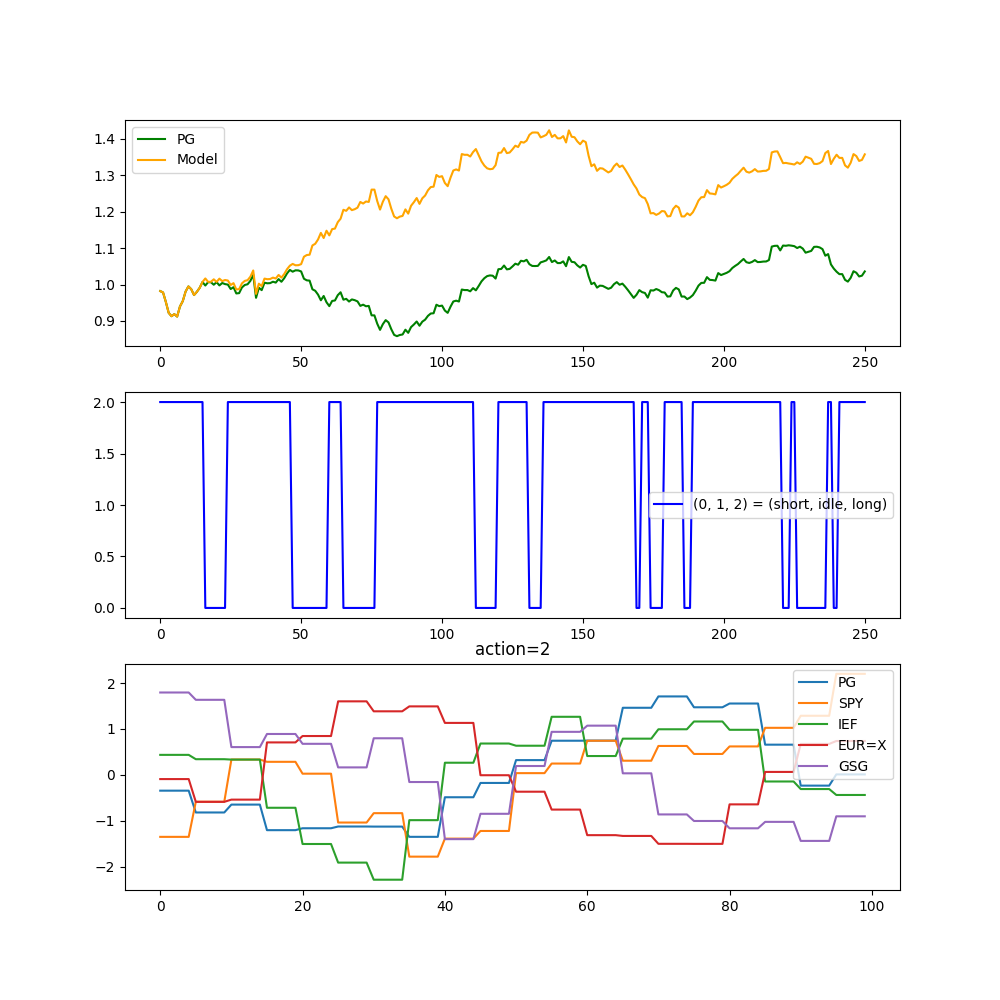 1.4
1.3
1.2
1.1
1.0
0.9
PG
Model
0 50 100 150 200 250
2.0
1.5
1.0
0.5
0.0
(0, 1, 2) = (short, idle, long)
0 50 100 150 200 250
action=2
2
1
0
−1
−2
PG
SPY
IEF
EUR=X
GSG
0 20 40 60 80 100